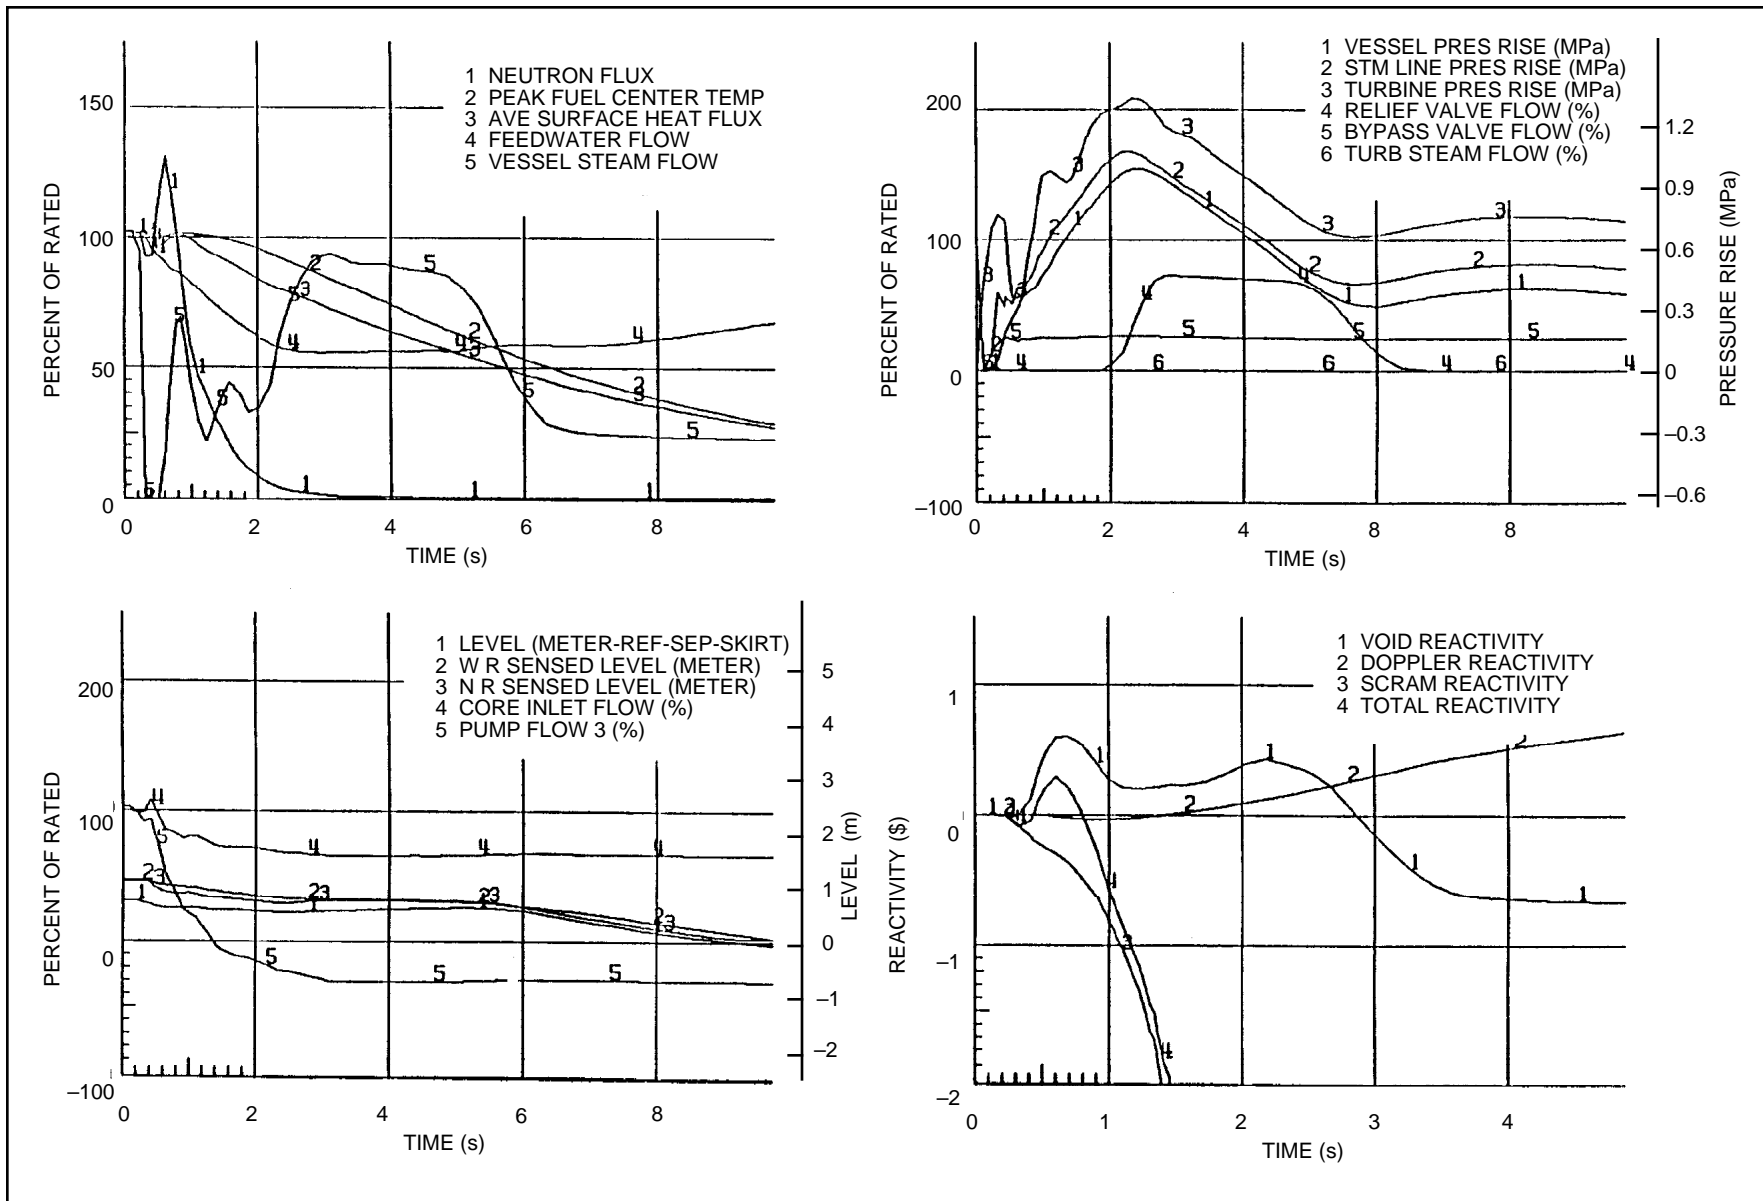 1 NEUTRON FLUX
2 PEAK FUEL CENTER TEMP
3 AVE SURFACE HEAT FLUX
4 FEEDWATER FLOW
5 VESSEL STEAM FLOW
150
100
50
0
PERCENT OF RATED
0 2 4 6 8
TIME (s)
1 VESSEL PRES RISE (MPa)
2 STM LINE PRES RISE (MPa)
3 TURBINE PRES RISE (MPa)
4 RELIEF VALVE FLOW (%)
5 BYPASS VALVE FLOW (%)
6 TURB STEAM FLOW (%)
200
100
0
–100
PERCENT OF RATED
1.2
0.9
0.6
0.3
0
–0.3
–0.6
PRESSURE RISE (MPa)
0 2 4 8 8
TIME (s)
1 LEVEL (METER-REF-SEP-SKIRT)
2 W R SENSED LEVEL (METER)
3 N R SENSED LEVEL (METER)
4 CORE INLET FLOW (%)
5 PUMP FLOW 3 (%)
200
100
0
–100
PERCENT OF RATED
5
4
3
2
1
0
–1
–2
LEVEL (m)
0 2 4 6 8
TIME (s)
1 VOID REACTIVITY
2 DOPPLER REACTIVITY
3 SCRAM REACTIVITY
4 TOTAL REACTIVITY
1
0
–1
–2
REACTIVITY ($)
0 1 2 3 4
TIME (s)